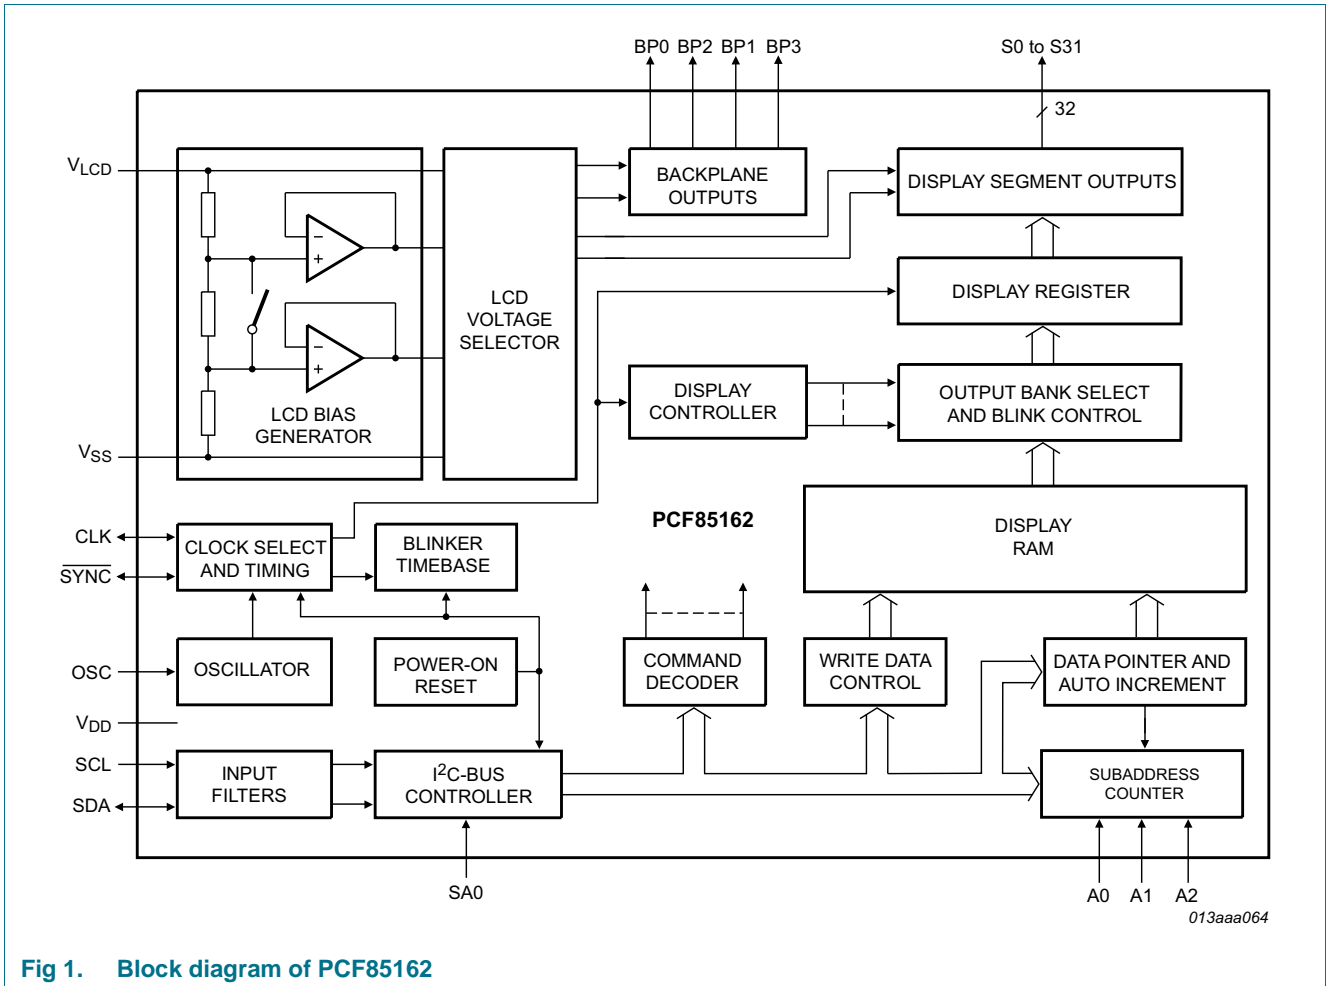 BP0 BP2 BP1 BP3
S0 to S31
32
VLCD
BACKPLANE
OUTPUTS
DISPLAY SEGMENT OUTPUTS
−
+
LCD
VOLTAGE
SELECTOR
DISPLAY REGISTER
−
+
LCD BIAS
GENERATOR
DISPLAY
CONTROLLER
OUTPUT BANK SELECT
AND BLINK CONTROL
VSS
PCF85162
DISPLAY
RAM
CLK
SYNC
CLOCK SELECT
AND TIMING
BLINKER
TIMEBASE
OSC
OSCILLATOR
POWER-ON
RESET
COMMAND
DECODER
WRITE DATA
CONTROL
DATA POINTER AND
AUTO INCREMENT
VDD
SCL
SDA
INPUT
FILTERS
I2C-BUS
CONTROLLER
SUBADDRESS
COUNTER
SA0
A0 A1 A2
013aaa064
Fig 1. Block diagram of PCF85162